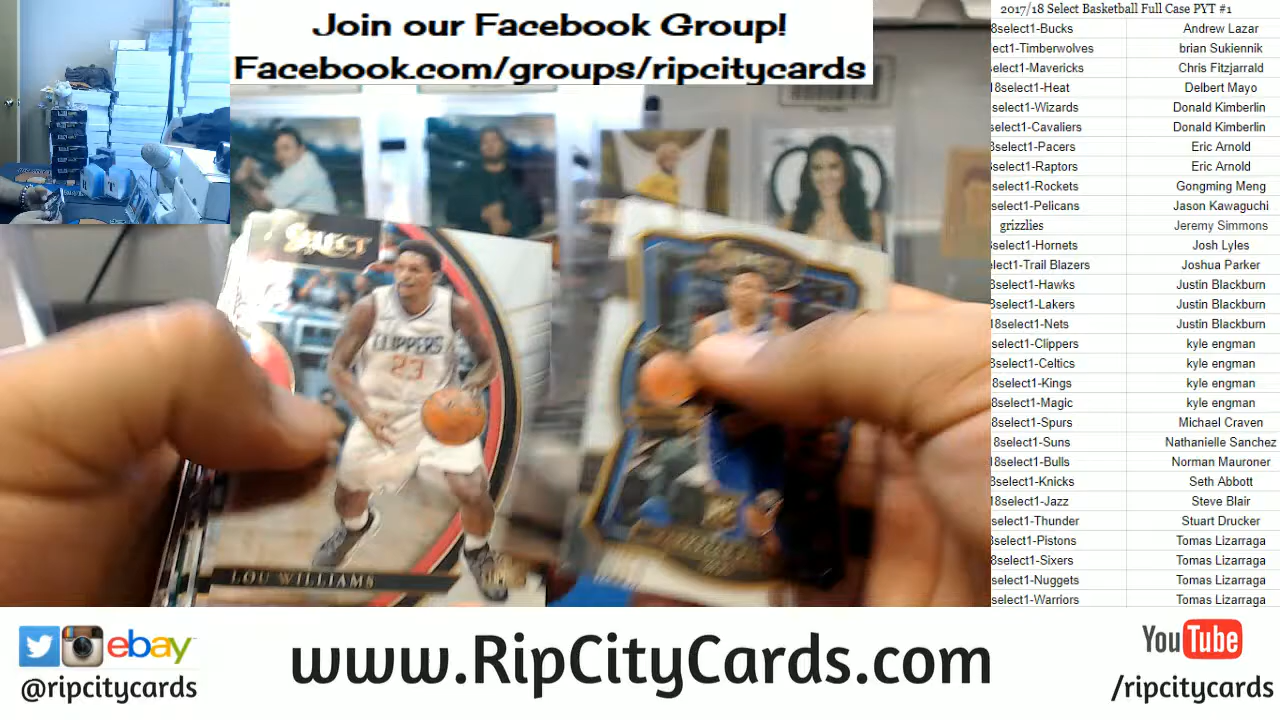 Join our Facebook Group!
Facebook.com/groups/ripcitycards
2017/18 Select Basketball Full Case PYT #1
8select1-Bucks Andrew Lazar
ect1-Timberwolves brian Sukiennik
elect1-Mavericks Chris Fitzjarrald
18select1-Heat Delbert Mayo
select1-Wizards Donald Kimberlin
elect1-Cavaliers Donald Kimberlin
8select1-Pacers Eric Arnold
select1-Raptors Eric Arnold
select1-Rockets Gongming Meng
select1-Pelicans Jason Kawaguchi
grizzlies Jeremy Simmons
select1-Hornets Josh Lyles
lect1-Trail Blazers Joshua Parker
8select1-Hawks Justin Blackburn
8select1-Lakers Justin Blackburn
18select1-Nets Justin Blackburn
select1-Clippers kyle engman
select1-Celtics kyle engman
8select1-Kings kyle engman
8select1-Magic kyle engman
8select1-Spurs Michael Craven
8select1-Suns Nathanielle Sanchez
18select1-Bulls Norman Mauroner
8select1-Knicks Seth Abbott
18select1-Jazz Steve Blair
select1-Thunder Stuart Drucker
select1-Pistons Tomas Lizarraga
8select1-Sixers Tomas Lizarraga
select1-Nuggets Tomas Lizarraga
select1-Warriors Tomas Lizarraga
SELECT
CLIPPERS
23
LOU WILLIAMS
ebay
@ripcitycards
www.RipCityCards.com
YouTube
/ripcitycards